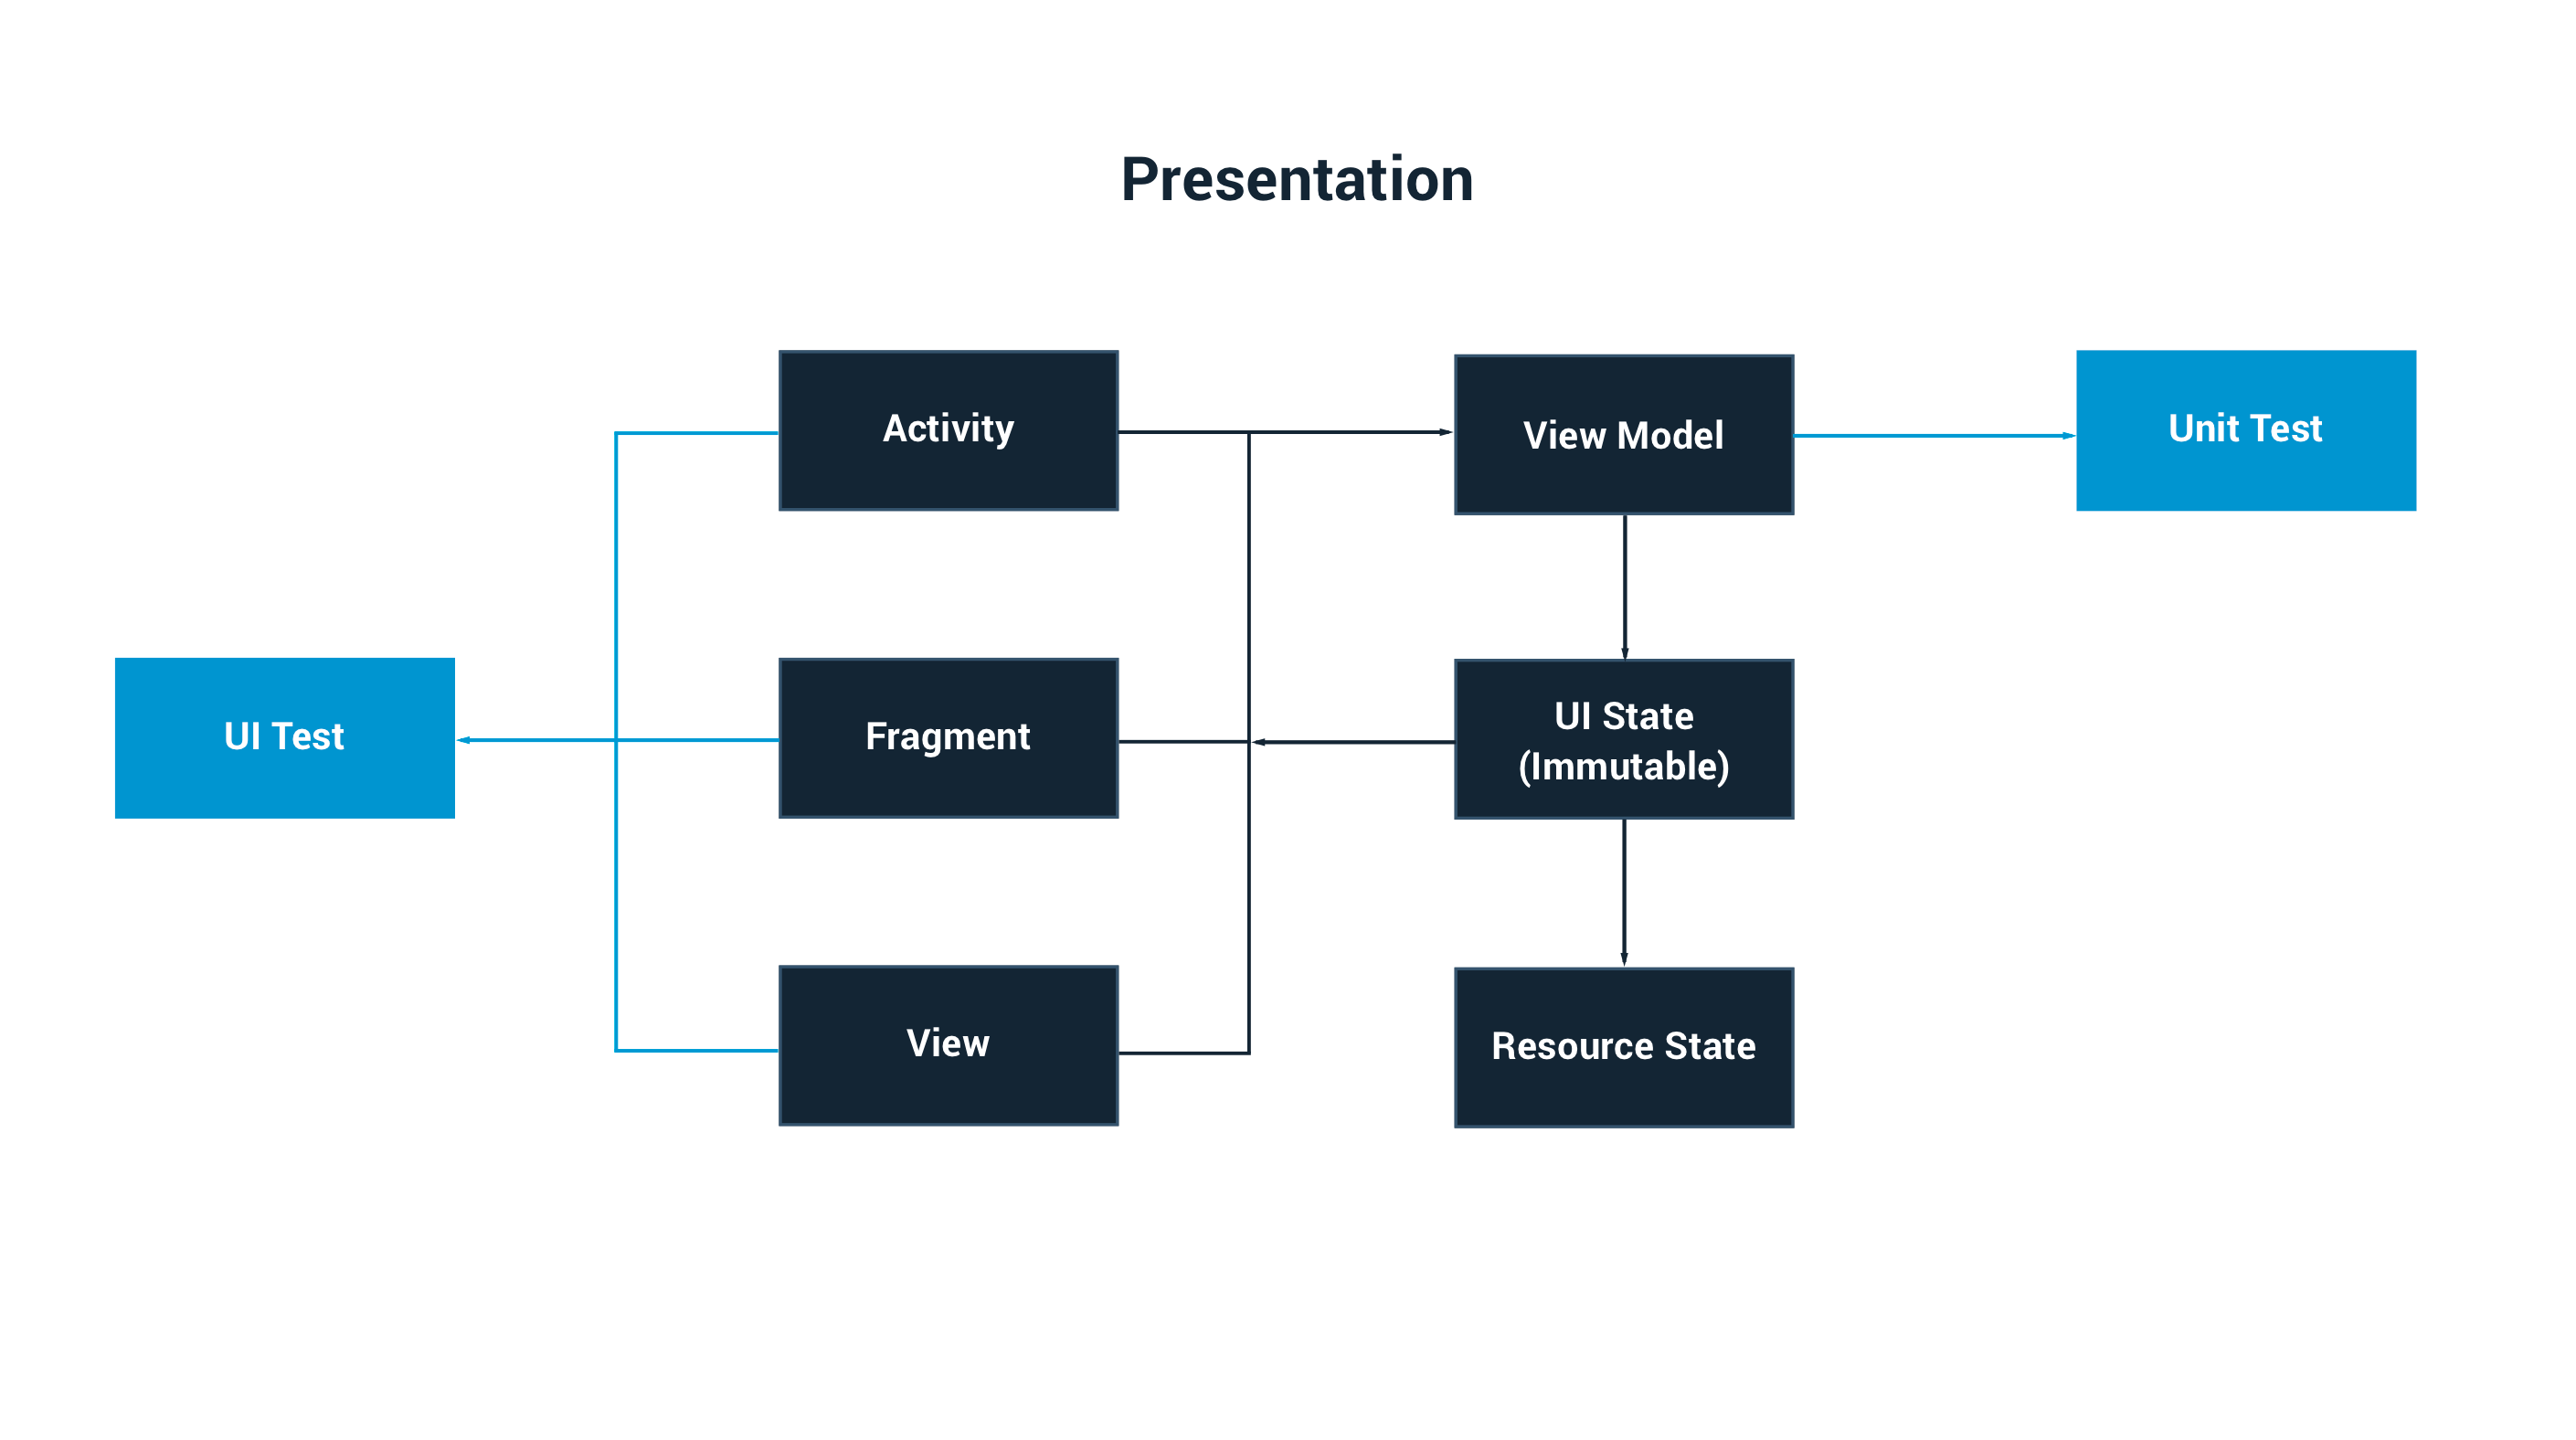 Presentation
Activity
View Model
Unit Test
UI Test
Fragment
UI State
(Immutable)
View
Resource State